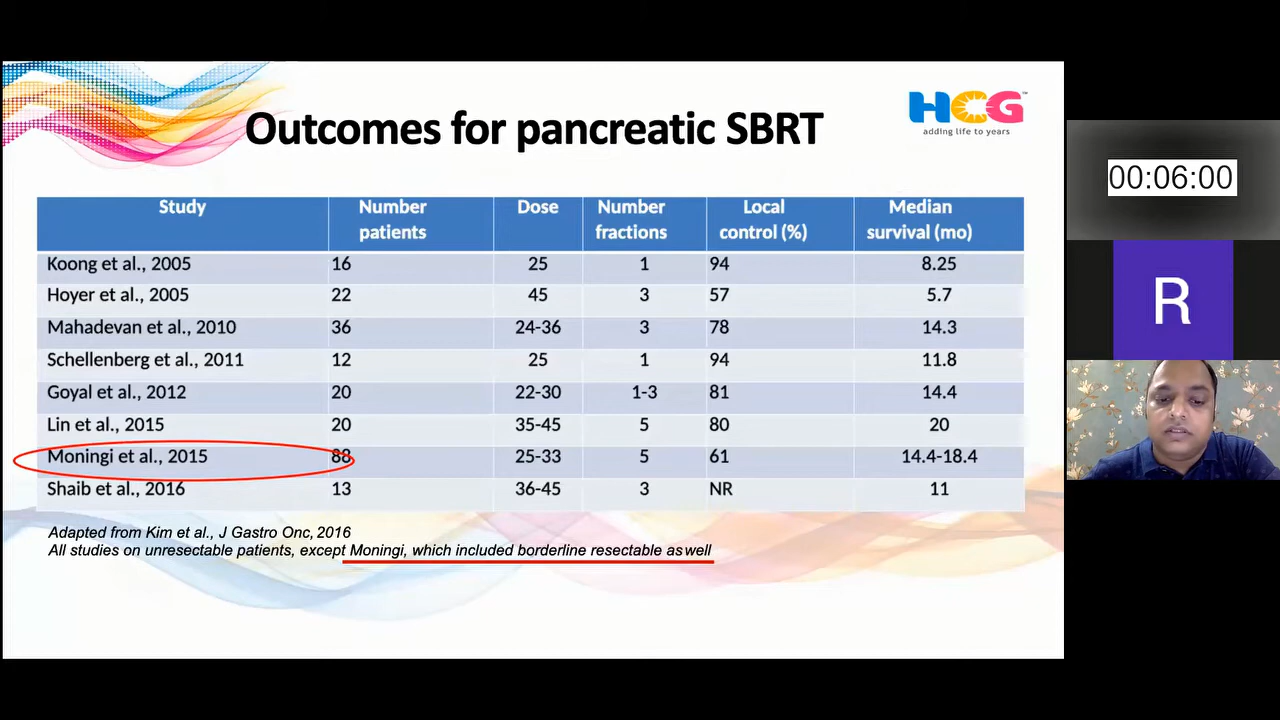 Outcomes for pancreatic SBRT
HCG
adding life to years
00:06:00
R
Study Number patients Dose Number fractions Local control (%) Median survival (mo)
Koong et al., 2005 16 25 1 94 8.25
Hoyer et al., 2005 22 45 3 57 5.7
Mahadevan et al., 2010 36 24-36 3 78 14.3
Schellenberg et al., 2011 12 25 1 94 11.8
Goyal et al., 2012 20 22-30 1-3 81 14.4
Lin et al., 2015 20 35-45 5 80 20
Moningi et al., 2015 88 25-33 5 61 14.4-18.4
Shaib et al., 2016 13 36-45 3 NR 11
Adapted from Kim et al., J Gastro Onc, 2016
All studies on unresectable patients, except Moningi, which included borderline resectable as well